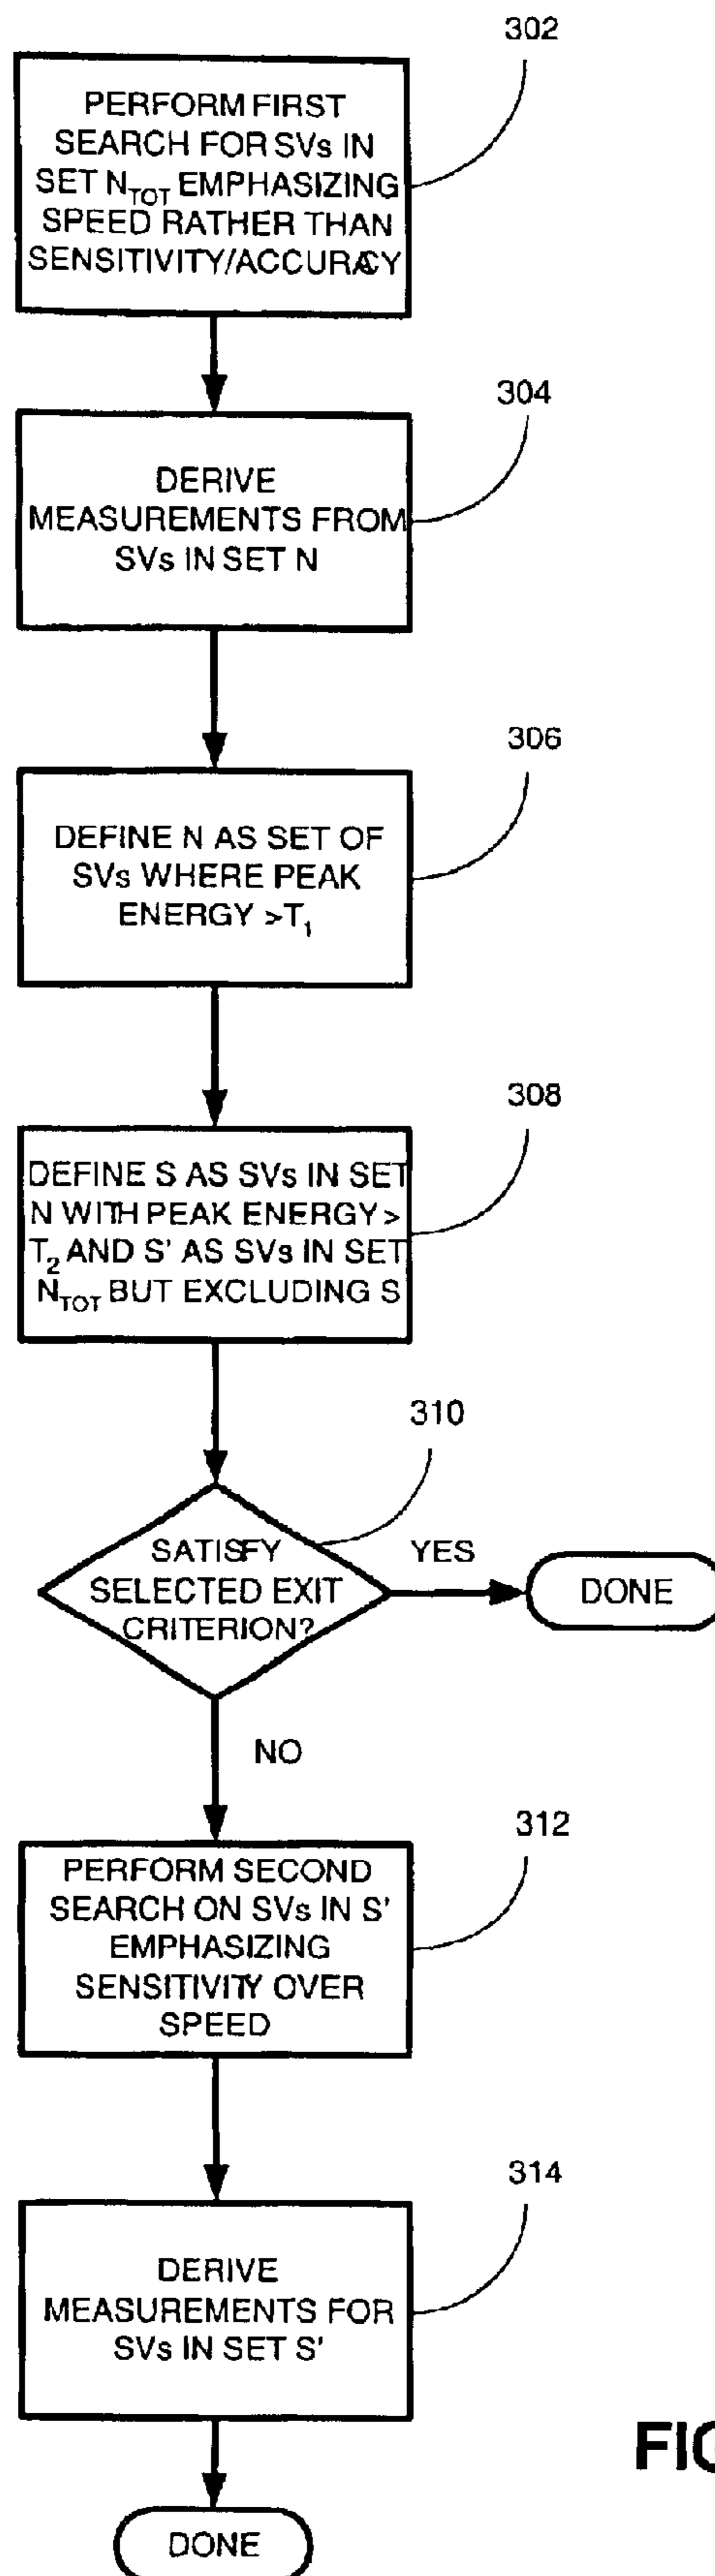 302
PERFORM FIRST
SEARCH FOR SVs IN
SET N_TOT EMPHASIZING
SPEED RATHER THAN
SENSITIVITY/ACCURACY
304
DERIVE
MEASUREMENTS FROM
SVs IN SET N
306
DEFINE N AS SET OF
SVs WHERE PEAK
ENERGY >T_1
308
DEFINE S AS SVs IN SET
N WITH PEAK ENERGY >
T_2 AND S' AS SVs IN SET
N_TOT BUT EXCLUDING S
310
SATISFY
SELECTED EXIT
CRITERION?
YES
DONE
NO
312
PERFORM SECOND
SEARCH ON SVs IN S'
EMPHASIZING
SENSITIVITY OVER
SPEED
314
DERIVE
MEASUREMENTS FOR
SVs IN SET S'
DONE